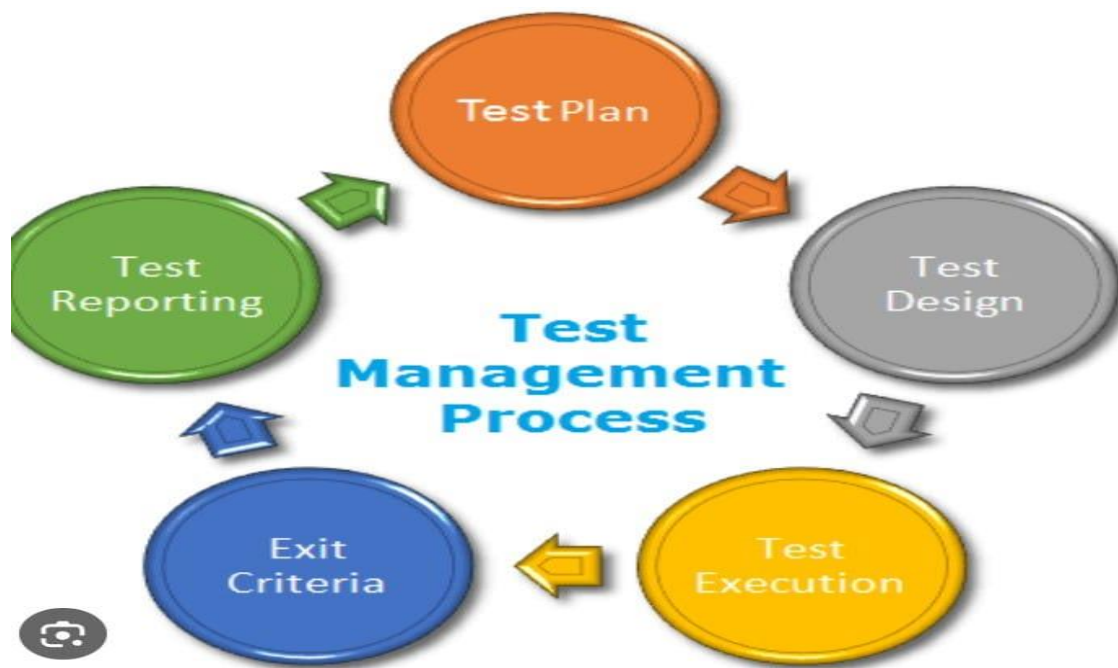 Test Plan
Test
Design
Test
Execution
Exit
Criteria
Test
Reporting
Test
Management
Process